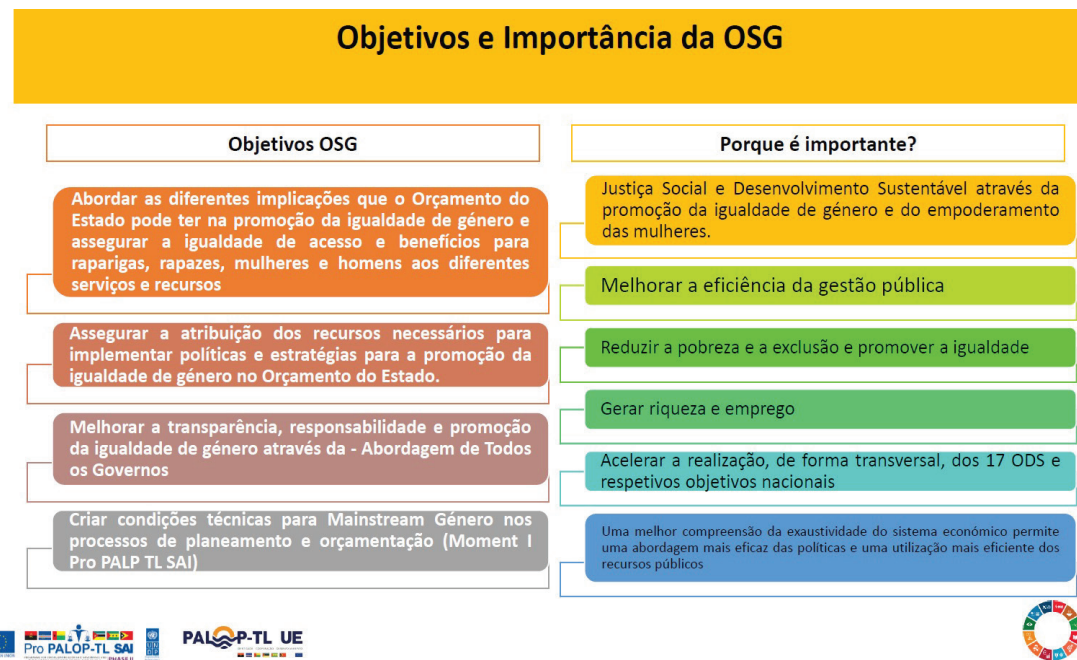 Objetivos e Importância da OSG
Objetivos OSG
Abordar as diferentes implicações que o Orçamento do
Estado pode ter na promoção da igualdade de género e
assegurar a igualdade de acesso e benefícios para
raparigas, rapazes, mulheres e homens aos diferentes
serviços e recursos
Assegurar a atribuição dos recursos necessários para
implementar políticas e estratégias para a promoção da
igualdade de género no Orçamento do Estado.
Melhorar a transparência, responsabilidade e promoção
da igualdade de género através da - Abordagem de Todos
os Governos
Criar condições técnicas para Mainstream Género nos
processos de planeamento e orçamentação (Moment I
Pro PALP TL SAI)
Porque é importante?
Justiça Social e Desenvolvimento Sustentável através da
promoção da igualdade de género e do empoderamento
das mulheres.
Melhorar a eficiência da gestão pública
Reduzir a pobreza e a exclusão e promover a igualdade
Gerar riqueza e emprego
Acelerar a realização, de forma transversal, dos 17 ODS e
respetivos objetivos nacionais
Uma melhor compreensão da exaustividade do sistema económico permite
uma abordagem mais eficaz das políticas e uma utilização mais eficiente dos
recursos públicos
Pro PALOP-TL SAI
PHASE II
PALOP-TL UE